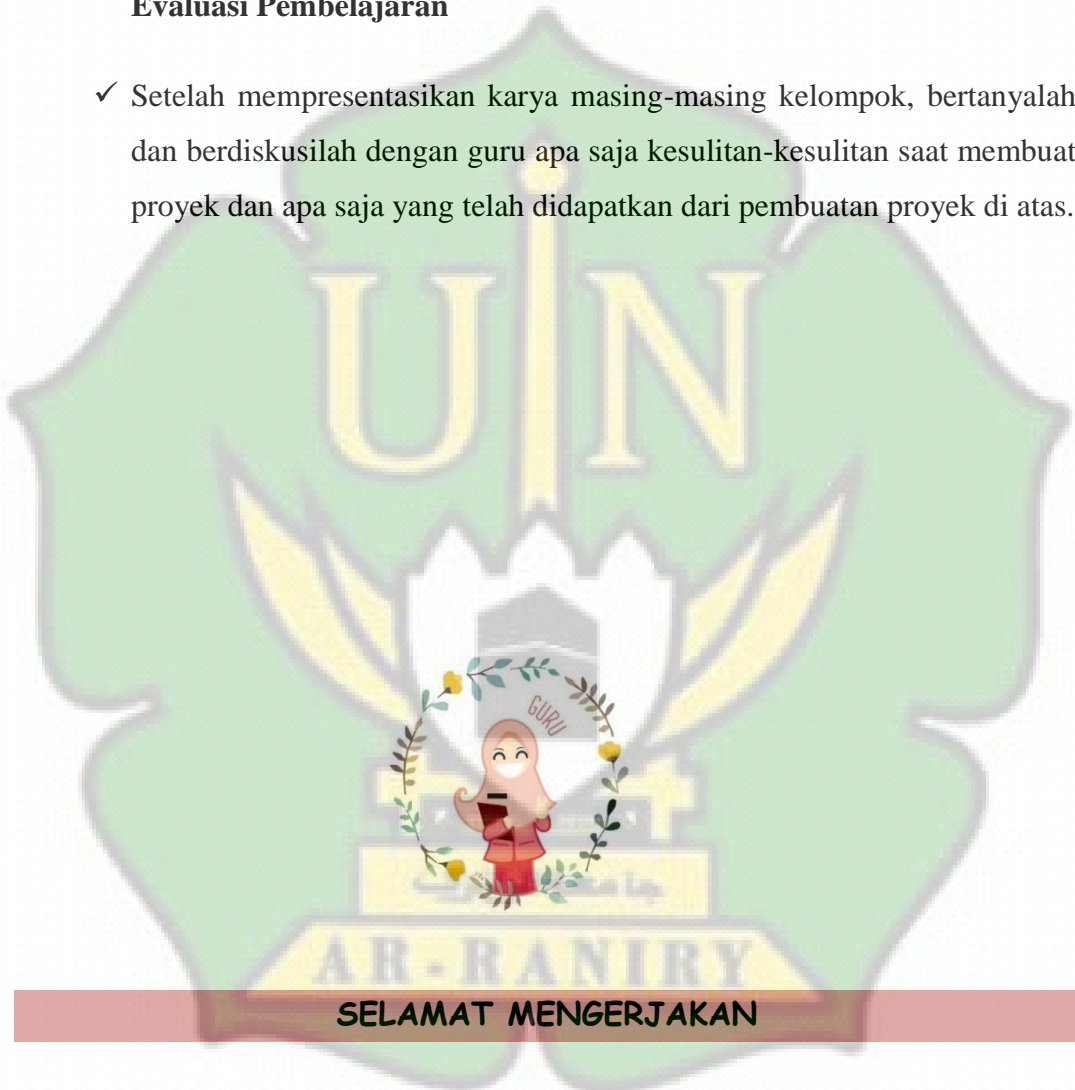 Evaluasi Pembelajaran
✓ Setelah mempresentasikan karya masing-masing kelompok, bertanyalah
dan berdiskusilah dengan guru apa saja kesulitan-kesulitan saat membuat
proyek dan apa saja yang telah didapatkan dari pembuatan proyek di atas.
UIN
GURU
AR-RANIRY
SELAMAT MENGERJAKAN